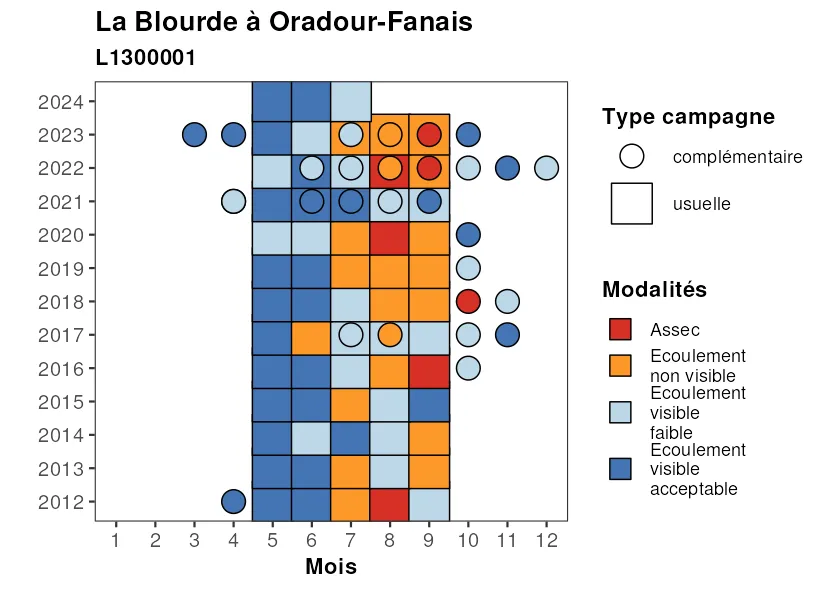 La Blourde à Oradour-Fanais
L1300001
2024
2023
2022
2021
2020
2019
2018
2017
2016
2015
2014
2013
2012
1 2 3 4 5 6 7 8 9 10 11 12
Mois
Type campagne
complémentaire
usuelle
Modalités
Assec
Ecoulement
non visible
Ecoulement
visible
faible
Ecoulement
visible
acceptable